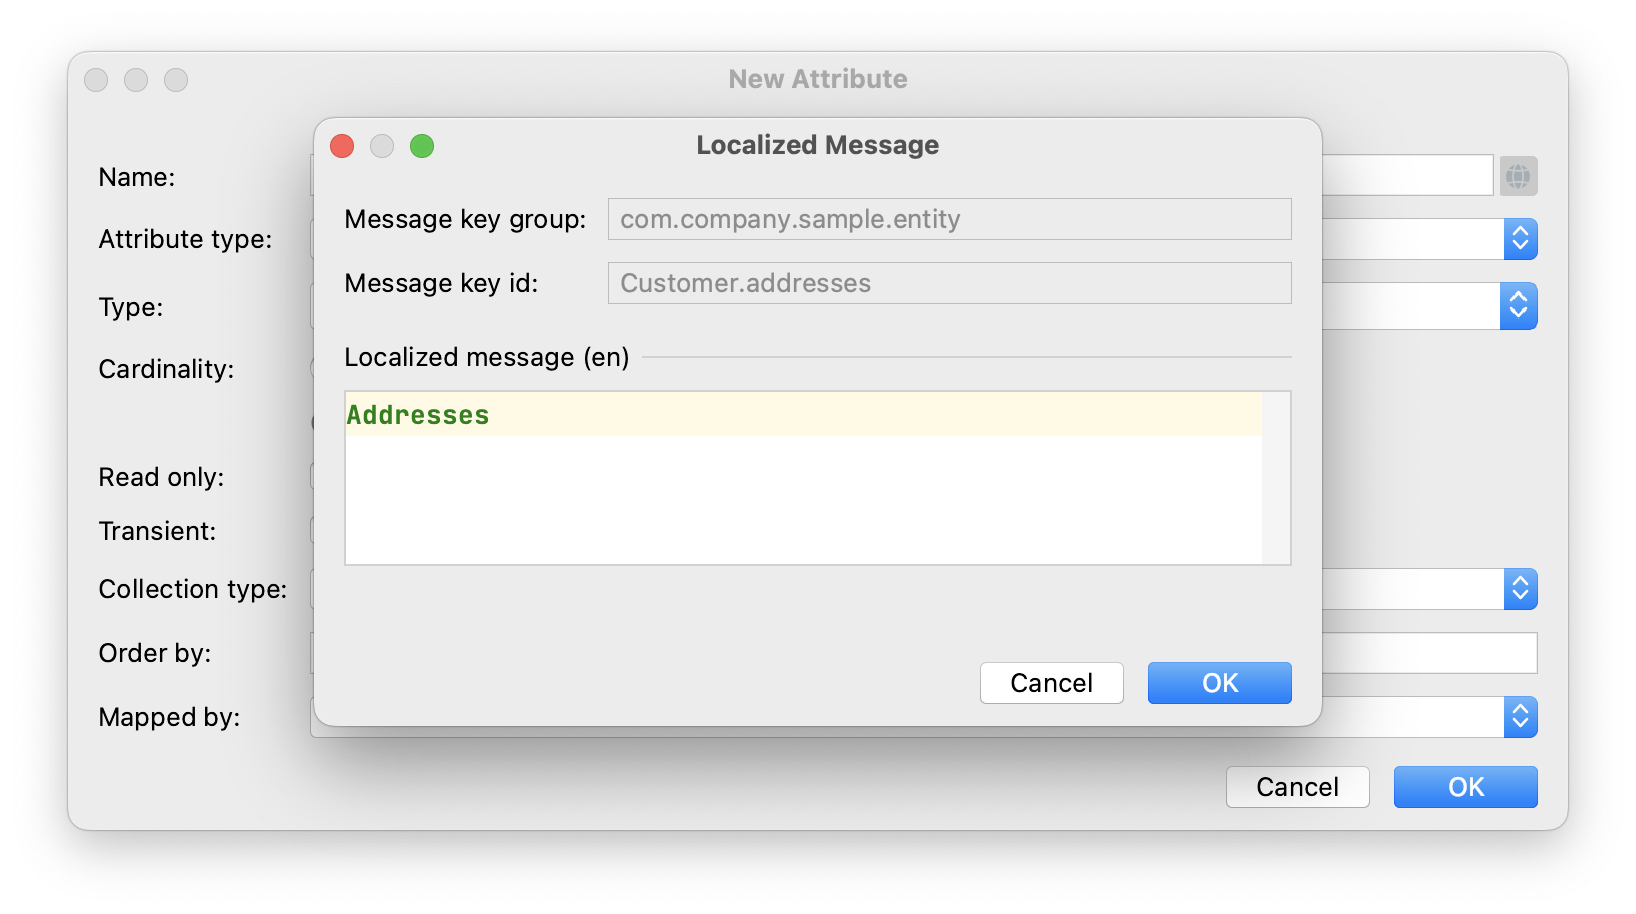 New Attribute
Localized Message
Name:
Message key group: com.company.sample.entity
Attribute type:
Message key id: Customer.addresses
Type:
Localized message (en)
Cardinality:
Addresses
Read only:
Transient:
Collection type:
Order by:
Cancel OK
Mapped by:
Cancel OK